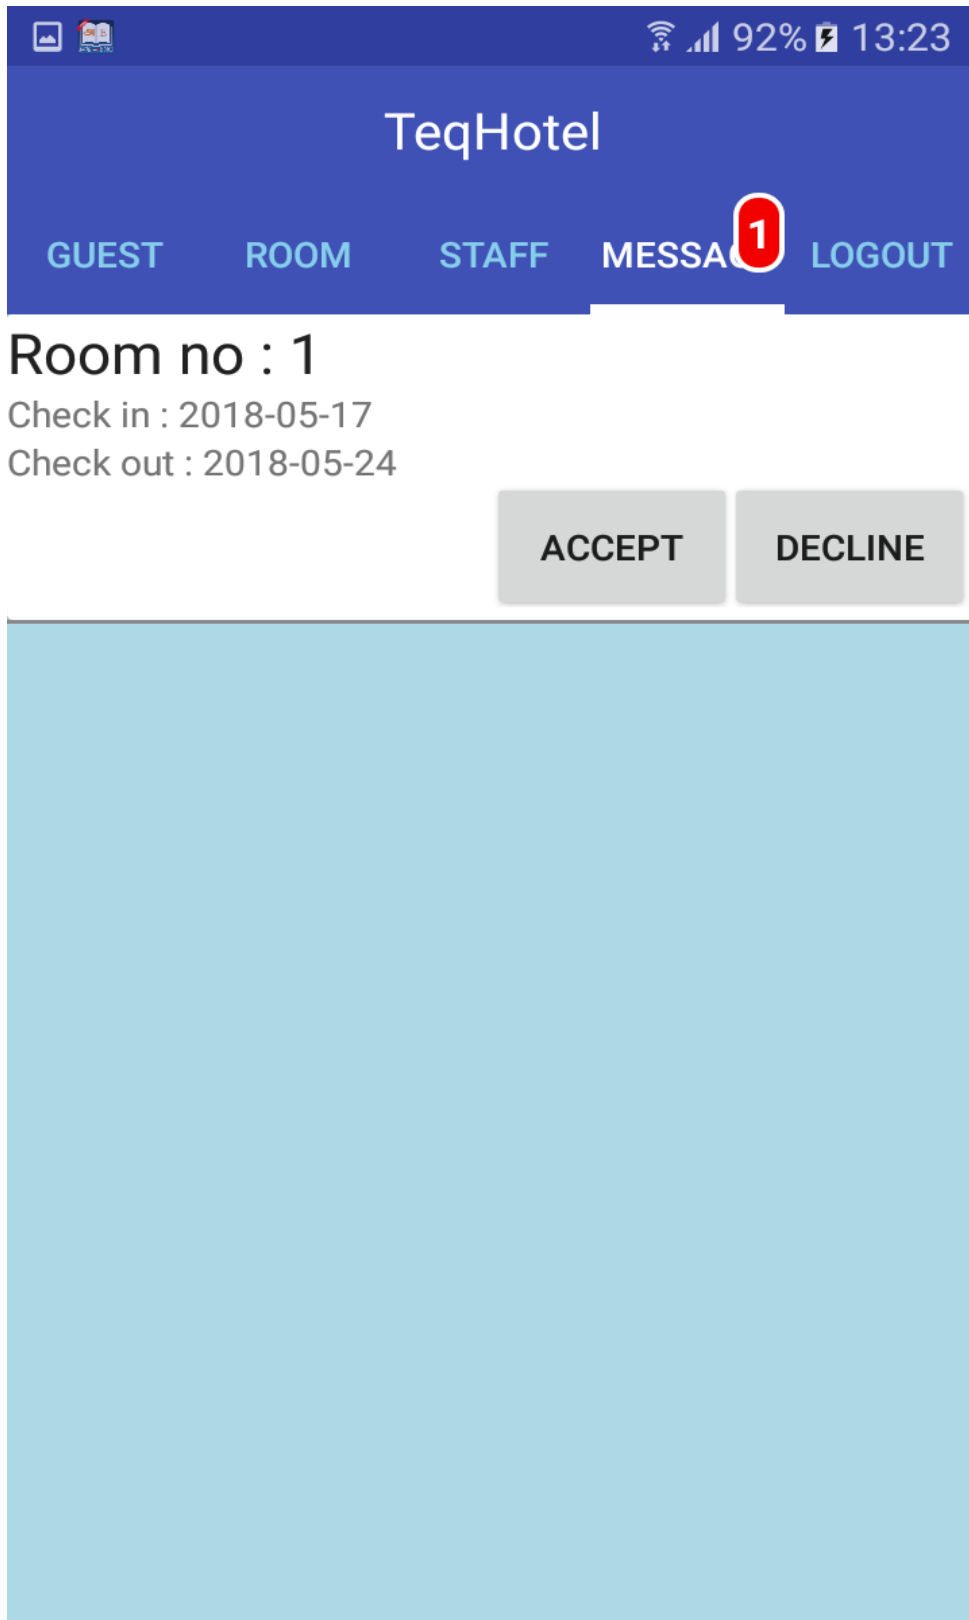 92% 13:23
TeqHotel
GUEST ROOM STAFF MESSA 1 LOGOUT
Room no : 1
Check in : 2018-05-17
Check out : 2018-05-24
ACCEPT DECLINE